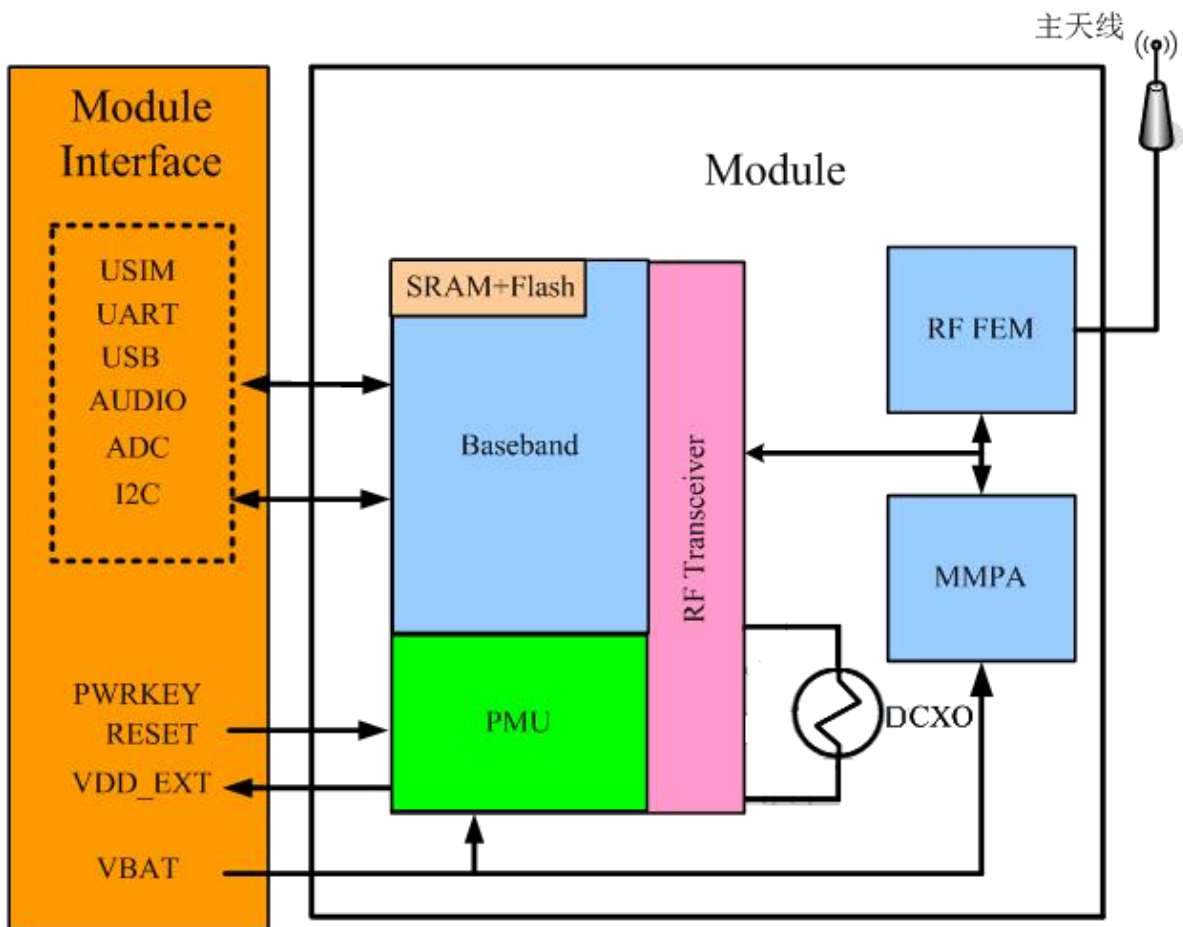 主天线
Module
Interface
USIM
UART
USB
AUDIO
ADC
I2C
PWRKEY
RESET
VDD_EXT
VBAT
Module
SRAM+Flash
Baseband
PMU
RF Transceiver
RF FEM
MMPA
DCXO